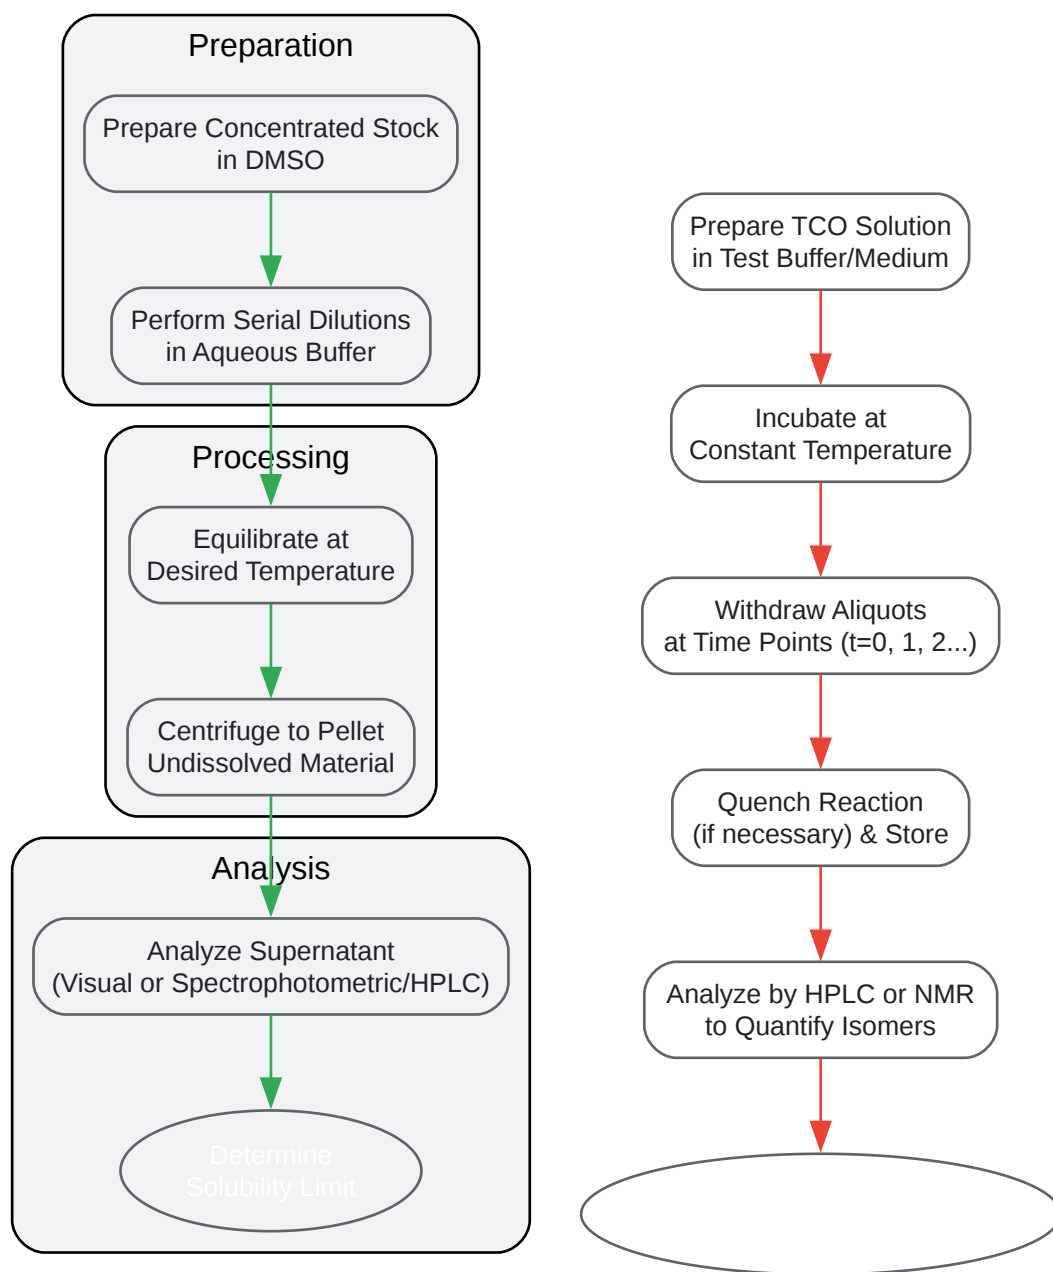 Preparation
Prepare Concentrated Stock
in DMSO
Perform Serial Dilutions
in Aqueous Buffer
Processing
Equilibrate at
Desired Temperature
Centrifuge to Pellet
Undissolved Material
Analysis
Analyze Supernatant
(Visual or Spectrophotometric/HPLC)
Determine
Solubility Limit
Prepare TCO Solution
in Test Buffer/Medium
Incubate at
Constant Temperature
Withdraw Aliquots
at Time Points (t=0, 1, 2...)
Quench Reaction
(if necessary) & Store
Analyze by HPLC or NMR
to Quantify Isomers